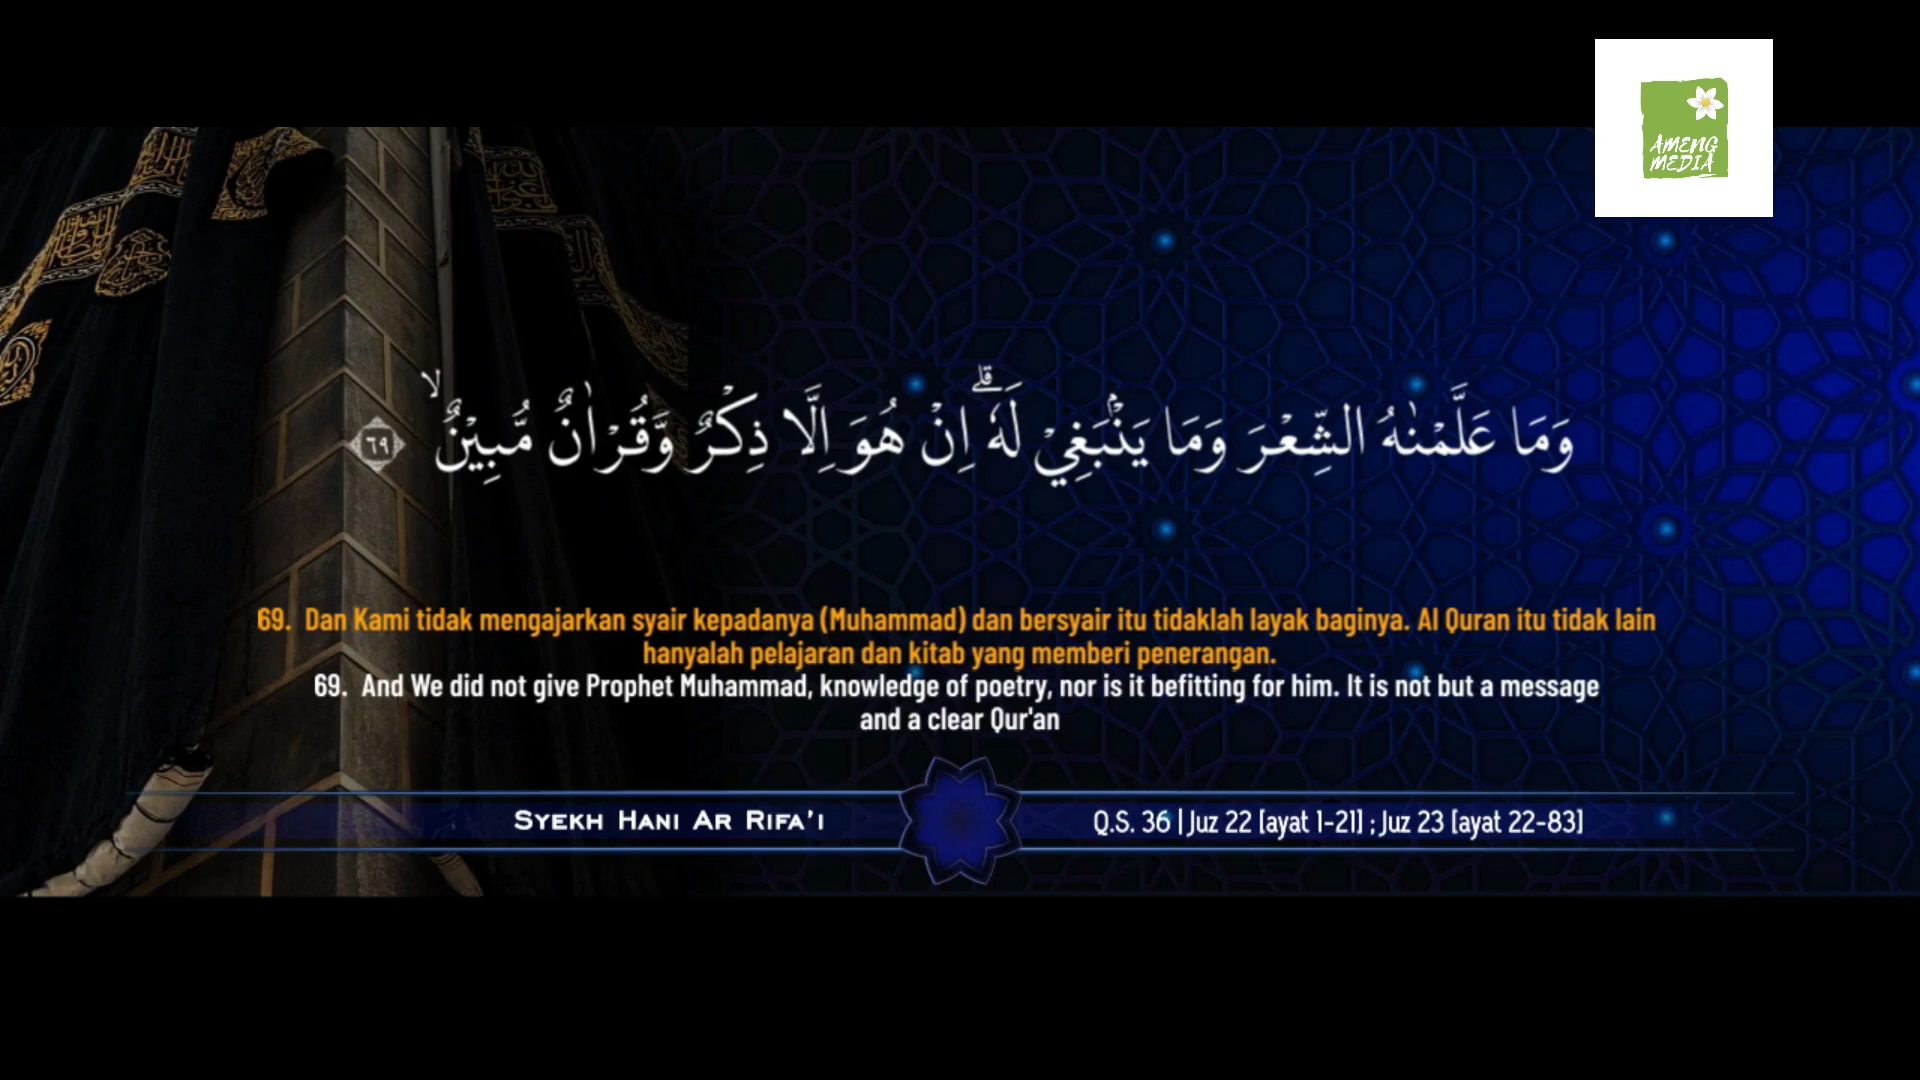 AMENG
MEDIA
وَمَا عَلَّمْنٰهُ الشِّعْرَ وَمَا يَنْۢبَغِيْ لَهٗ ۗاِنْ هُوَ اِلَّا ذِكْرٌ وَّقُرْاٰنٌ مُّبِيْنٌ ۙ ٦٩
69. Dan Kami tidak mengajarkan syair kepadanya (Muhammad) dan bersyair itu tidaklah layak baginya. Al Quran itu tidak lain
hanyalah pelajaran dan kitab yang memberi penerangan.
69. And We did not give Prophet Muhammad, knowledge of poetry, nor is it befitting for him. It is not but a message
and a clear Qur'an
Syekh Hani Ar Rifa'i
Q.S. 36 | Juz 22 [ayat 1-21] ; Juz 23 [ayat 22-83]